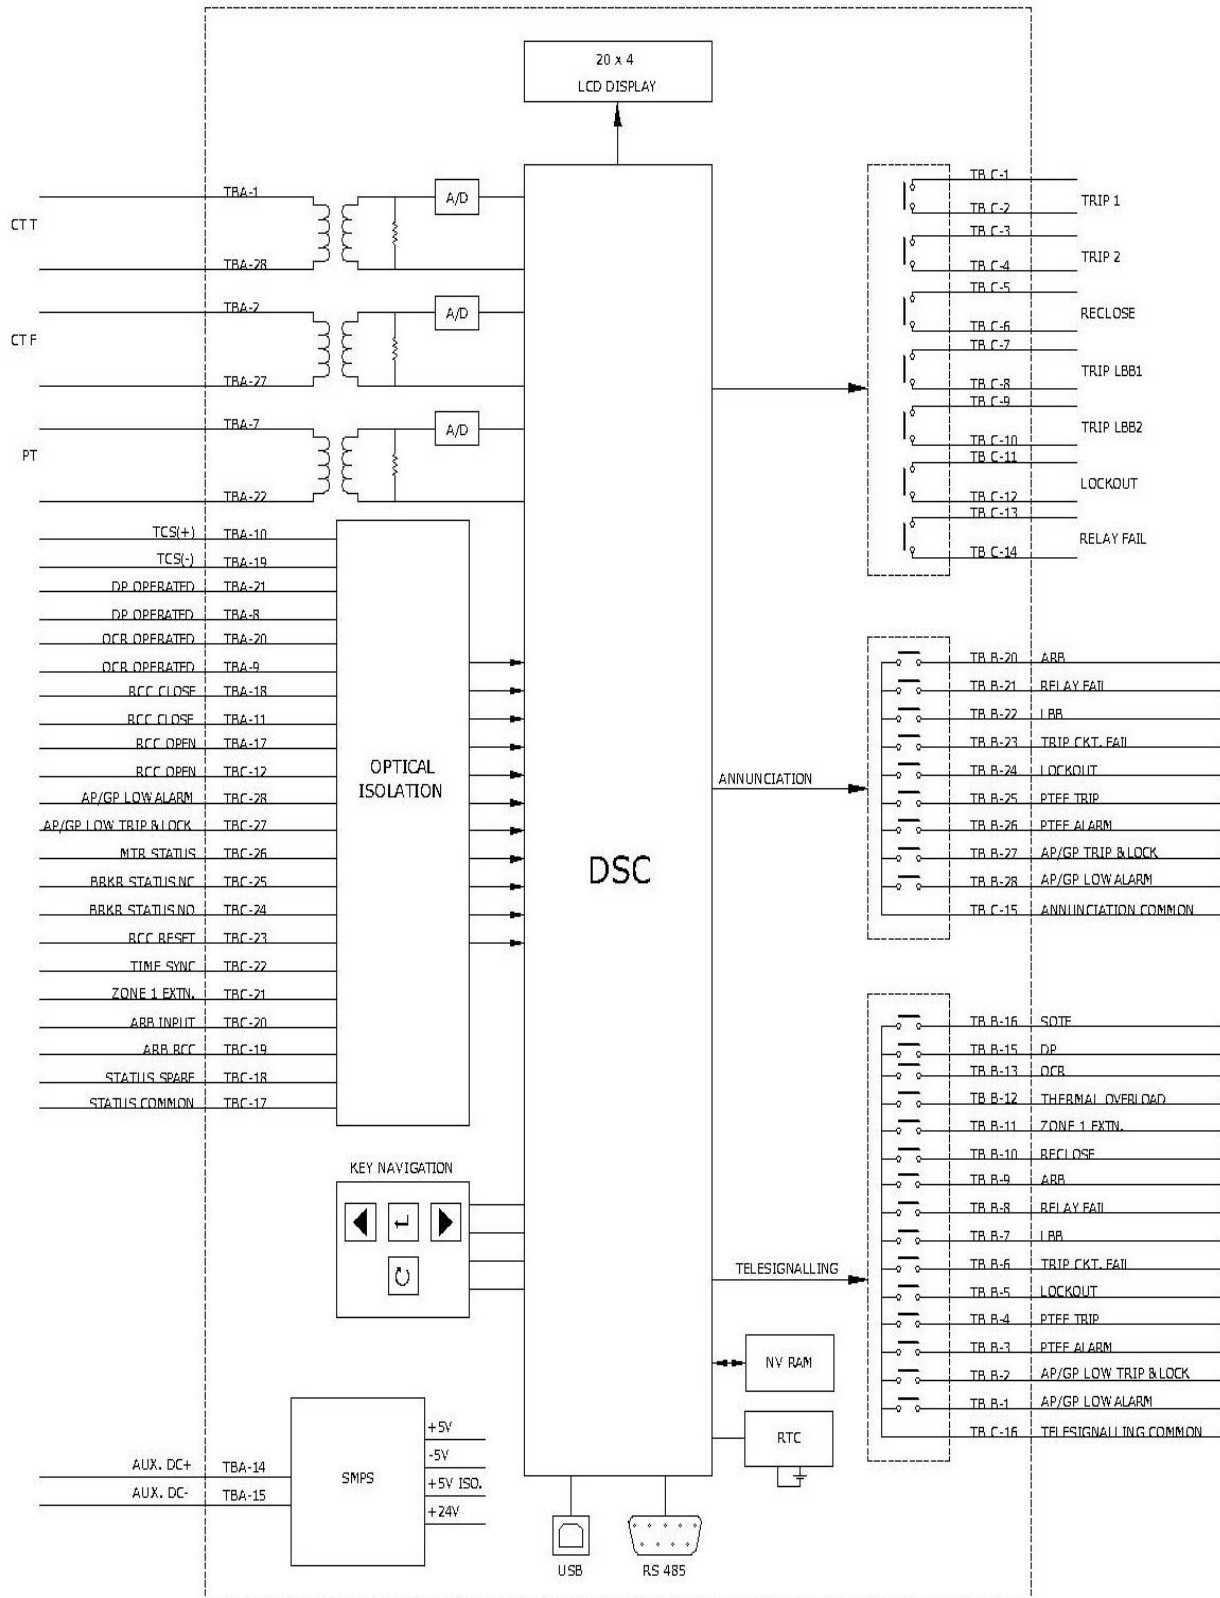 20 x 4
LCD DISPLAY
CT T
TBA-1
TBA-28
A/D
CT F
TBA-2
TBA-27
A/D
PT
TBA-7
TBA-22
A/D
TCS(+) TBA-10
TCS(-) TBA-19
DP OPERATED TBA-21
DP OPERATED TBA-8
OCR OPERATED TBA-20
OCR OPERATED TBA-9
BCC CLOSE TBA-18
BCC CLOSE TBA-11
BCC OPEN TBA-17
BCC OPEN TBC-12
AP/GP LOW ALARM TBC-28
AP/GP LOW TRIP & LOCK TBC-27
MTR STATUS TBC-26
BRKR STATUS NC TBC-25
BRKR STATUS NO TBC-24
BCC RESET TBC-23
TIME SYNC TBC-22
ZONE 1 EXTN. TBC-21
ARB INPUT TBC-20
ARB BCC TBC-19
STATUS SPARE TBC-18
STATUS COMMON TBC-17
OPTICAL
ISOLATION
KEY NAVIGATION
AUX. DC+ TBA-14
AUX. DC- TBA-15
SMPS
+5V
-5V
+5V ISO.
+24V
DSC
USB
RS 485
NV RAM
RTC
TB C-1
TB C-2
TRIP 1
TB C-3
TB C-4
TRIP 2
TB C-5
TB C-6
RECLOSE
TB C-7
TB C-8
TRIP LBB1
TB C-9
TB C-10
TRIP LBB2
TB C-11
TB C-12
LOCKOUT
TB C-13
TB C-14
RELAY FAIL
ANNUNCIATION
TB B-20 ARB
TB B-21 RELAY FAIL
TB B-22 LBB
TB B-23 TRIP CKT. FAIL
TB B-24 LOCKOUT
TB B-25 PTFF TRIP
TB B-26 PTFF ALARM
TB B-27 AP/GP TRIP & LOCK
TB B-28 AP/GP LOW ALARM
TB C-15 ANNUNCIATION COMMON
TELESIGNALLING
TB B-16 SOTF
TB B-15 DP
TB B-13 OCR
TB B-12 THERMAL OVERLOAD
TB B-11 ZONE 1 EXTN.
TB B-10 RECLOSE
TB B-9 ARB
TB B-8 RELAY FAIL
TB B-7 LBB
TB B-6 TRIP CKT. FAIL
TB B-5 LOCKOUT
TB B-4 PTFF TRIP
TB B-3 PTFF ALARM
TB B-2 AP/GP LOW TRIP & LOCK
TB B-1 AP/GP LOW ALARM
TB C-16 TELESIGNALLING COMMON